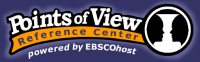 Points of View
Reference Center
powered by EBSCOhost